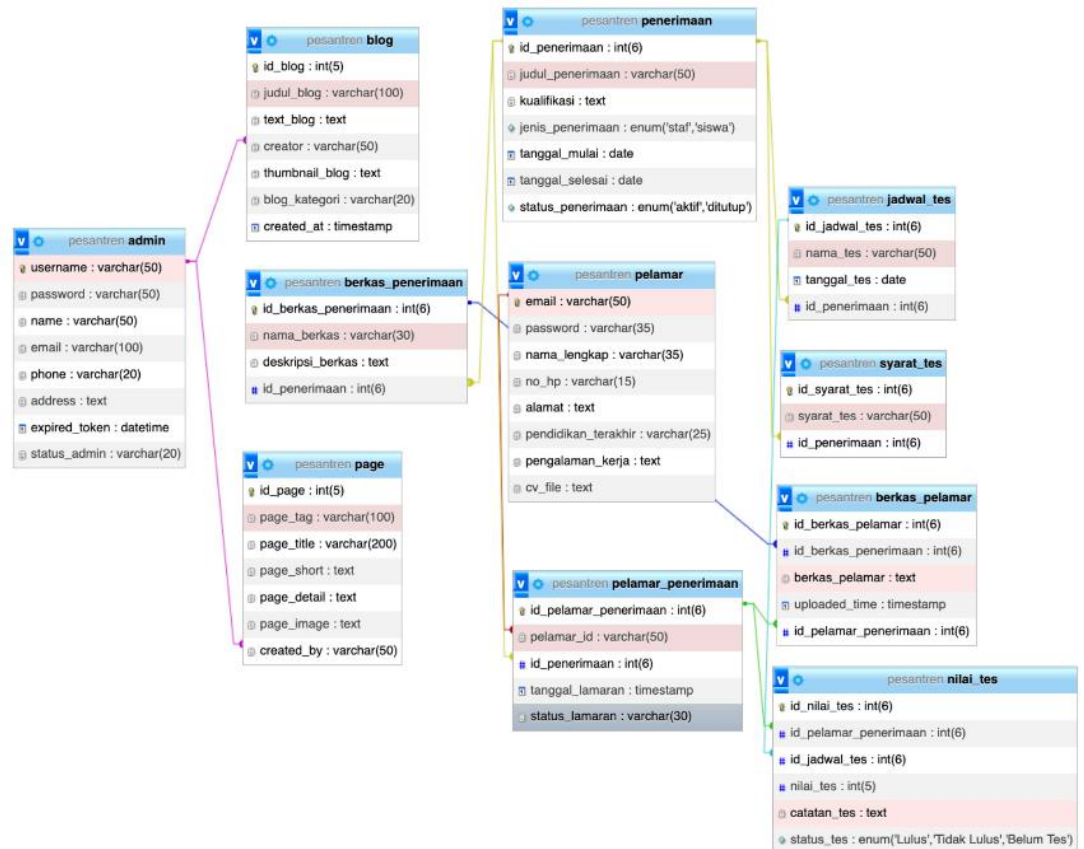 pesantren blog
id_blog : int(5)
judul_blog : varchar(100)
text_blog : text
creator : varchar(50)
thumbnail_blog : text
blog_kategori : varchar(20)
created_at : timestamp
pesantren penerimaan
id_penerimaan : int(6)
judul_penerimaan : varchar(50)
kualifikasi : text
jenis_penerimaan : enum('staf','siswa')
tanggal_mulai : date
tanggal_selesai : date
status_penerimaan : enum('aktif','ditutup')
pesantren jadwal_tes
id_jadwal_tes : int(6)
nama_tes : varchar(50)
tanggal_tes : date
id_penerimaan : int(6)
pesantren admin
username : varchar(50)
password : varchar(50)
name : varchar(50)
email : varchar(100)
phone : varchar(20)
address : text
expired_token : datetime
status_admin : varchar(20)
pesantren berkas_penerimaan
id_berkas_penerimaan : int(6)
nama_berkas : varchar(30)
deskripsi_berkas : text
id_penerimaan : int(6)
pesantren pelamar
email : varchar(50)
password : varchar(35)
nama_lengkap : varchar(35)
no_hp : varchar(15)
alamat : text
pendidikan_terakhir : varchar(25)
pengalaman_kerja : text
cv_file : text
pesantren syarat_tes
id_syarat_tes : int(6)
syarat_tes : varchar(50)
id_penerimaan : int(6)
pesantren page
id_page : int(5)
page_tag : varchar(100)
page_title : varchar(200)
page_short : text
page_detail : text
page_image : text
created_by : varchar(50)
pesantren berkas_pelamar
id_berkas_pelamar : int(6)
id_berkas_penerimaan : int(6)
berkas_pelamar : text
uploaded_time : timestamp
id_pelamar_penerimaan : int(6)
pesantren pelamar_penerimaan
id_pelamar_penerimaan : int(6)
pelamar_id : varchar(50)
id_penerimaan : int(6)
tanggal_lamaran : timestamp
status_lamaran : varchar(30)
pesantren nilai_tes
id_nilai_tes : int(6)
id_pelamar_penerimaan : int(6)
id_jadwal_tes : int(6)
nilai_tes : int(5)
catatan_tes : text
status_tes : enum('Lulus','Tidak Lulus','Belum Tes')